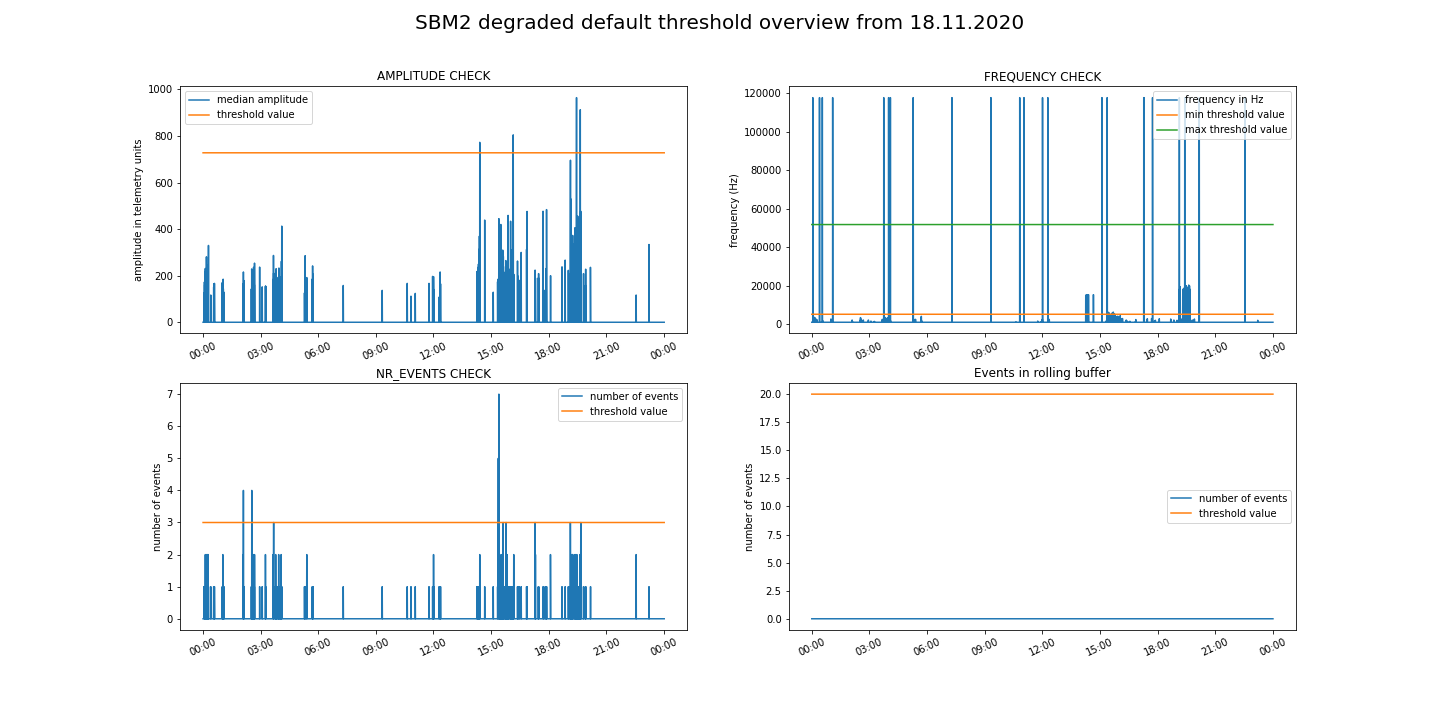 SBM2 degraded default threshold overview from 18.11.2020
AMPLITUDE CHECK
median amplitude
threshold value
amplitude in telemetry units
1000
800
600
400
200
0
00:00 03:00 06:00 09:00 12:00 15:00 18:00 21:00 00:00
FREQUENCY CHECK
frequency in Hz
min threshold value
max threshold value
frequency (Hz)
120000
100000
80000
60000
40000
20000
0
00:00 03:00 06:00 09:00 12:00 15:00 18:00 21:00 00:00
NR_EVENTS CHECK
number of events
threshold value
number of events
7
6
5
4
3
2
1
0
00:00 03:00 06:00 09:00 12:00 15:00 18:00 21:00 00:00
Events in rolling buffer
number of events
threshold value
number of events
20.0
17.5
15.0
12.5
10.0
7.5
5.0
2.5
0.0
00:00 03:00 06:00 09:00 12:00 15:00 18:00 21:00 00:00